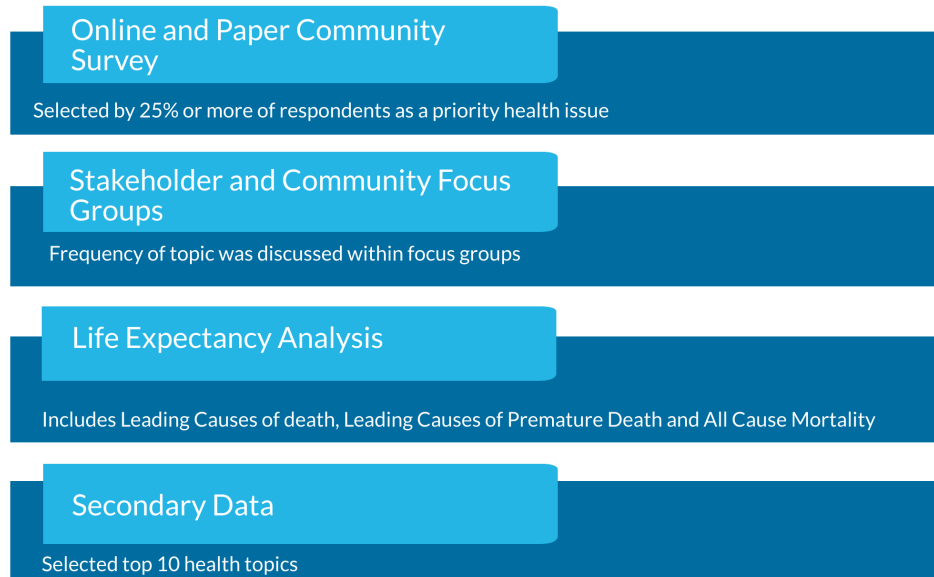 Online and Paper Community
Survey
Selected by 25% or more of respondents as a priority health issue
Stakeholder and Community Focus
Groups
Frequency of topic was discussed within focus groups
Life Expectancy Analysis
Includes Leading Causes of death, Leading Causes of Premature Death and All Cause Mortality
Secondary Data
Selected top 10 health topics